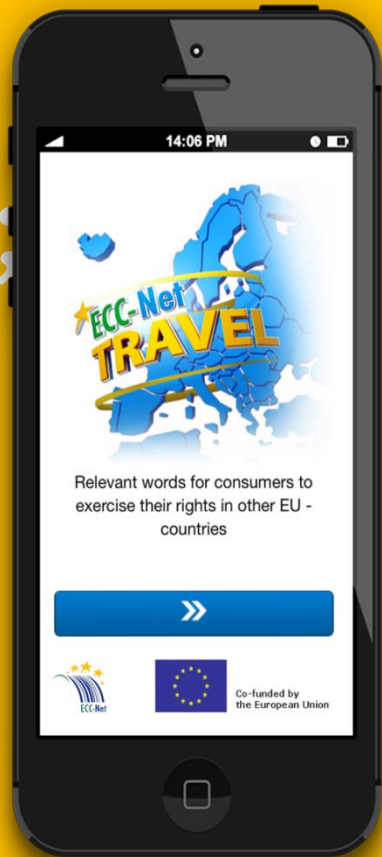 14:06 PM
ECC-Net
TRAVEL
Relevant words for consumers to
exercise their rights in other EU -
countries
ECC-Net
Co-funded by
the European Union